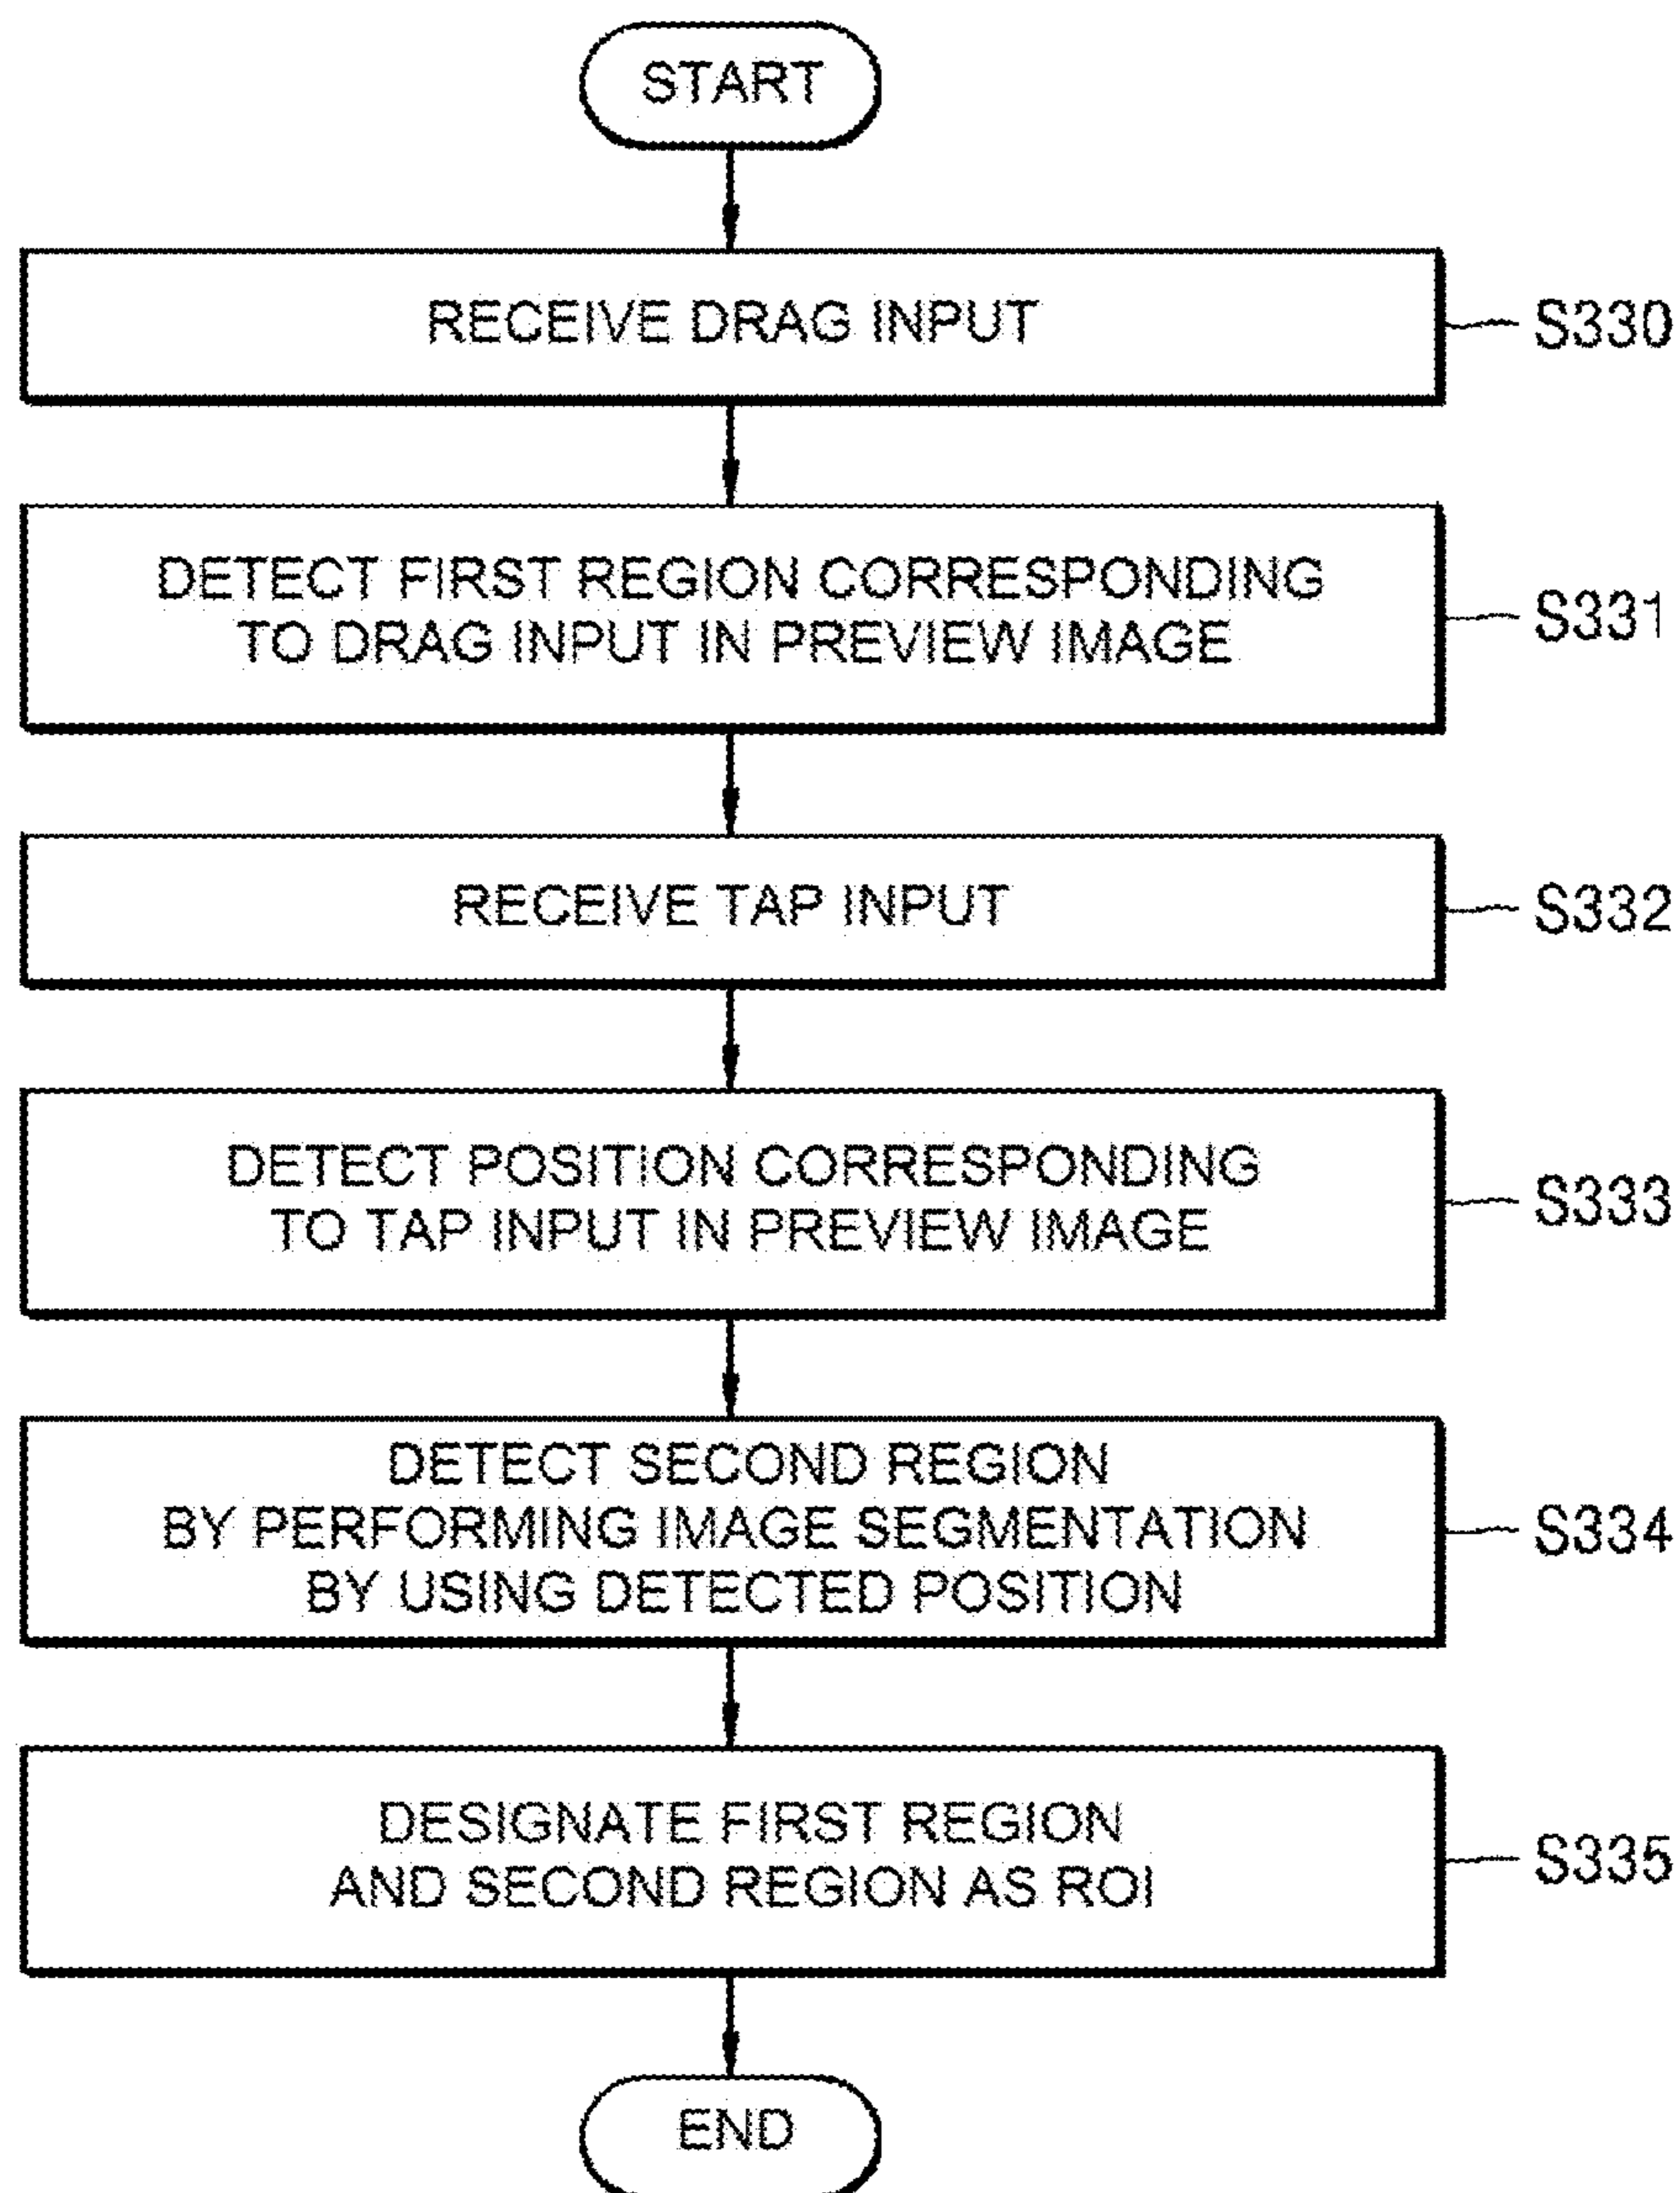 START
RECEIVE DRAG INPUT
S330
DETECT FIRST REGION CORRESPONDING
TO DRAG INPUT IN PREVIEW IMAGE
S331
RECEIVE TAP INPUT
S332
DETECT POSITION CORRESPONDING
TO TAP INPUT IN PREVIEW IMAGE
S333
DETECT SECOND REGION
BY PERFORMING IMAGE SEGMENTATION
BY USING DETECTED POSITION
S334
DESIGNATE FIRST REGION
AND SECOND REGION AS ROI
S335
END